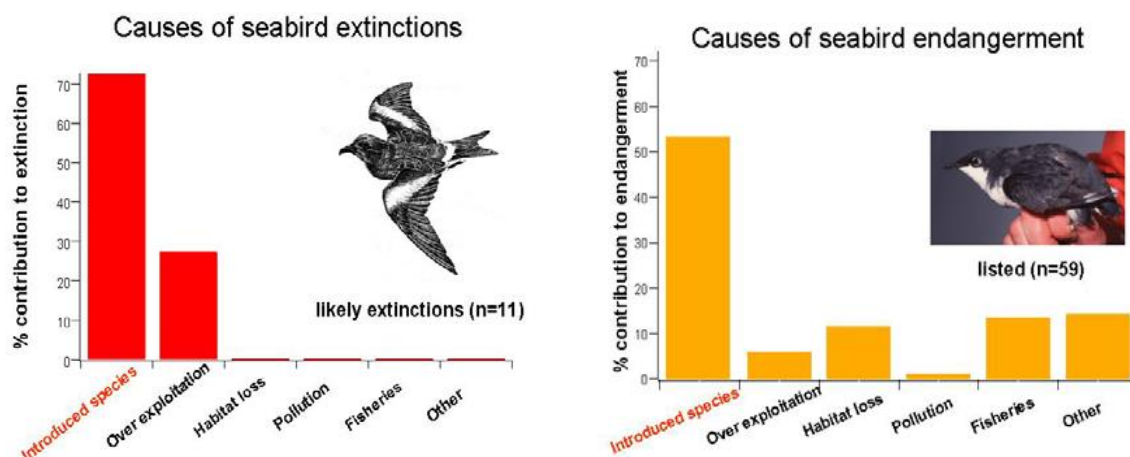 Causes of seabird extinctions
% contribution to extinction
70
60
50
40
30
20
10
0
likely extinctions (n=11)
Introduced species
Over exploitation
Habitat loss
Pollution
Fisheries
Other
Causes of seabird endangerment
% contribution to endangerment
70
60
50
40
30
20
10
0
listed (n=59)
Introduced species
Over exploitation
Habitat loss
Pollution
Fisheries
Other